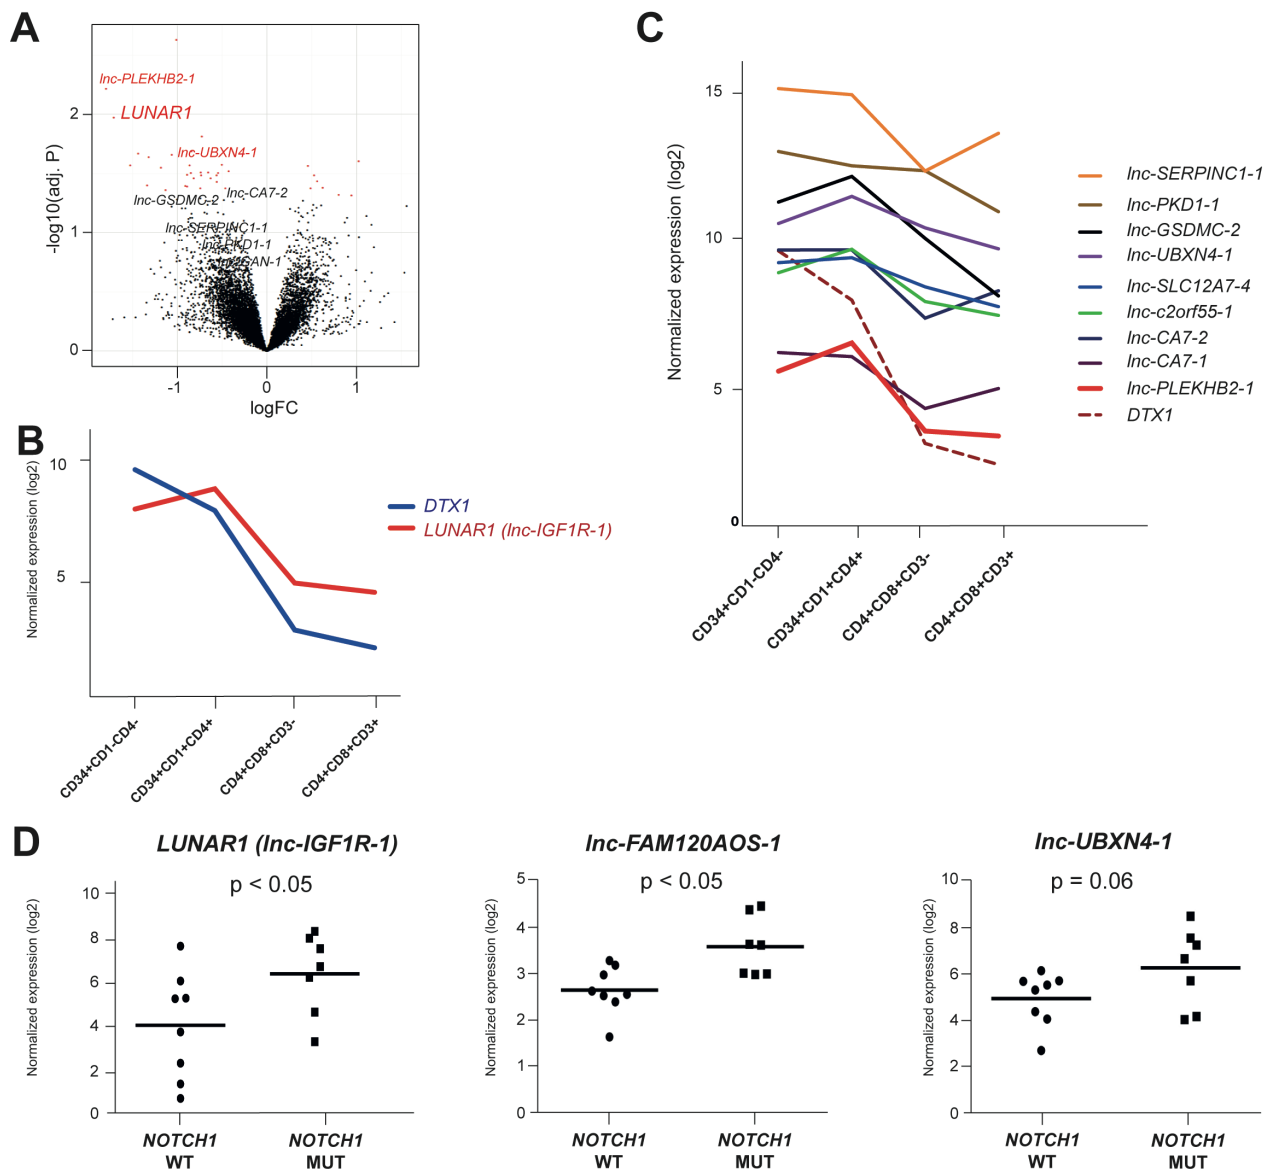 A
lnc-PLEKHB2-1
LUNAR1
lnc-UBXN4-1
lnc-CA7-2
lnc-GSDMC-2
lnc-SERPINC1-1
lnc-PKD1-1
2
1
0
-log10(adj. P)
-1
0
1
logFC
B
10
5
Normalized expression (log2)
DTX1
LUNAR1 (lnc-IGF1R-1)
CD34+CD1-CD4-
CD34+CD1+CD4+
CD4+CD8+CD3-
CD4+CD8+CD3+
C
15
10
5
0
Normalized expression (log2)
lnc-SERPINC1-1
lnc-PKD1-1
lnc-GSDMC-2
lnc-UBXN4-1
lnc-SLC12A7-4
lnc-c2orf55-1
lnc-CA7-2
lnc-CA7-1
lnc-PLEKHB2-1
DTX1
CD34+CD1-CD4-
CD34+CD1+CD4+
CD4+CD8+CD3-
CD4+CD8+CD3+
D
LUNAR1 (lnc-IGF1R-1)
p < 0.05
10
8
6
4
2
0
Normalized expression (log2)
NOTCH1
WT
NOTCH1
MUT
lnc-FAM120AOS-1
p < 0.05
5
4
3
2
1
0
Normalized expression (log2)
NOTCH1
WT
NOTCH1
MUT
lnc-UBXN4-1
p = 0.06
10
8
6
4
2
0
Normalized expression (log2)
NOTCH1
WT
NOTCH1
MUT